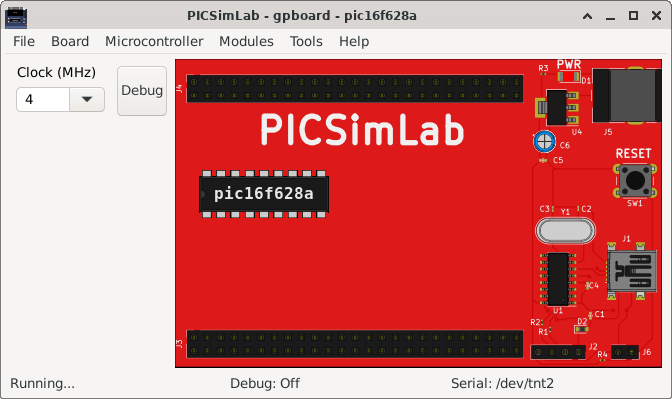 PICSimLab - gpboard - pic16f628a
File Board Microcontroller Modules Tools Help
Clock (MHz)
4
Debug
J4
R3
PWR
D1
U4
J5
PICSimLab
C6
C5
RESET
pic16f628a
SW1
C3
Y1
C2
J1
C4
U1
C1
R2
D2
R1
J3
J2
R4
J6
Running...
Debug: Off
Serial: /dev/tnt2